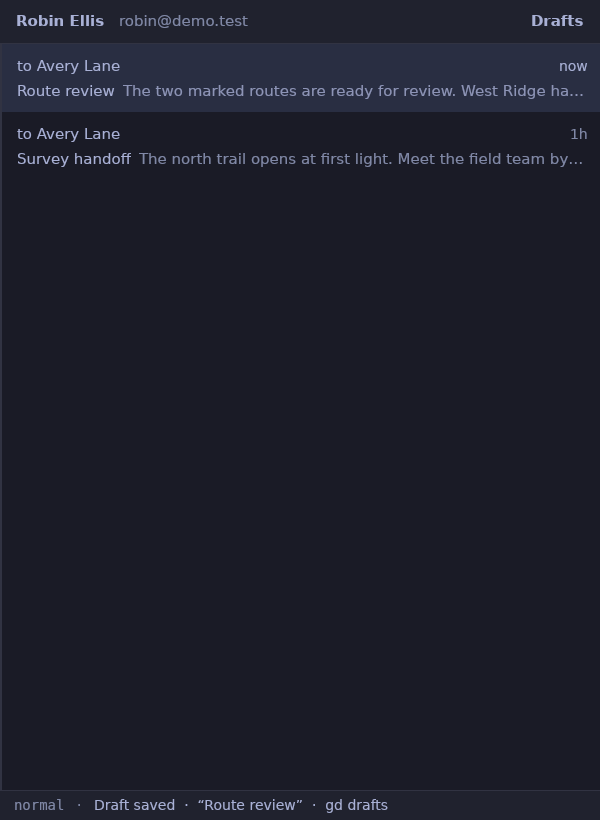 Robin Ellis robin@demo.test Drafts
to Avery Lane now
Route review The two marked routes are ready for review. West Ridge ha…
to Avery Lane 1h
Survey handoff The north trail opens at first light. Meet the field team by…
normal · Draft saved · “Route review” · gd drafts